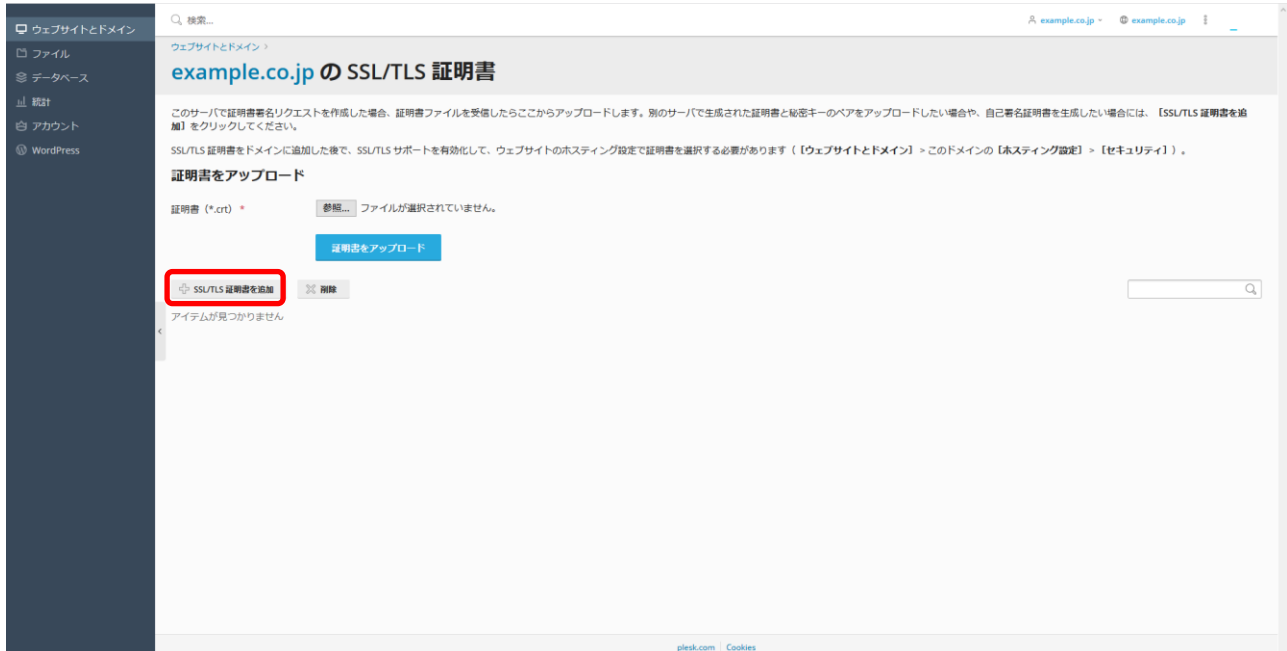 ウェブサイトとドメイン
ファイル
データベース
統計
アカウント
WordPress
検索...
example.co.jp
example.co.jp
ウェブサイトとドメイン >
example.co.jp の SSL/TLS 証明書
このサーバで証明書署名リクエストを作成した場合、証明書ファイルを受信したらここからアップロードします。別のサーバで生成された証明書と秘密キーのペアをアップロードしたい場合や、自己署名証明書を生成したい場合には、［SSL/TLS 証明書を追
加］をクリックしてください。
SSL/TLS 証明書をドメインに追加した後で、SSL/TLS サポートを有効化して、ウェブサイトのホスティング設定で証明書を選択する必要があります（［ウェブサイトとドメイン］ > このドメインの［ホスティング設定］ > ［セキュリティ］）。
証明書をアップロード
証明書（*.crt） *
参照... ファイルが選択されていません。
証明書をアップロード
SSL/TLS 証明書を追加
削除
アイテムが見つかりません
plesk.com Cookies